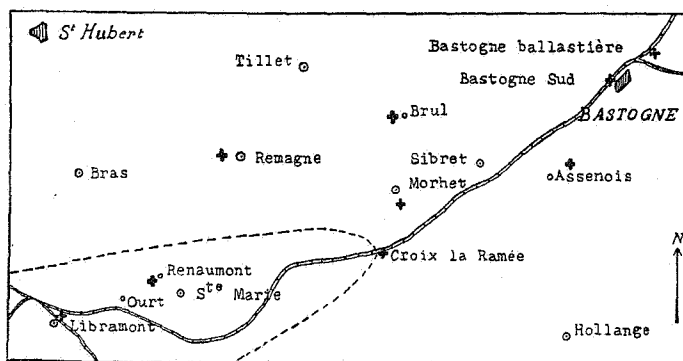 St Hubert
Bastogne ballastière
Tillet
Bastogne Sud
Brul
BASTOGNE
Remagne
Sibret
Bras
Morhet
Assenois
Croix la Ramée
N
Renaumont
Ste Marie
Ourt
Libramont
Hollange